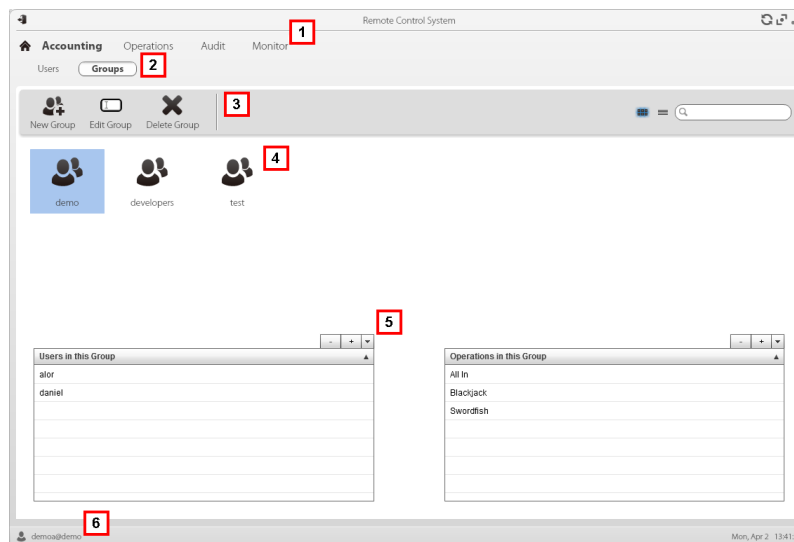 Remote Control System
1
Accounting Operations Audit Monitor
Users Groups 2
3
New Group Edit Group Delete Group
4
demo developers test
5
- + - +
Users in this Group Operations in this Group
alor All In
daniel Blackjack
Swordfish
6
demoa@demo Mon, Apr 2 13:41: